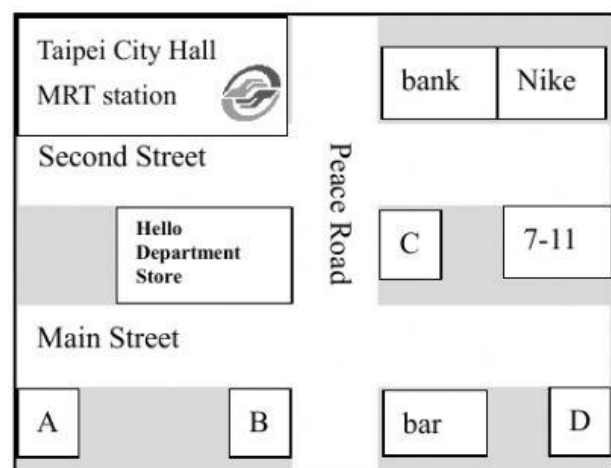 Taipei City Hall
MRT station
bank
Nike
Second Street
Peace Road
Hello
Department
Store
C
7-11
Main Street
A
B
bar
D